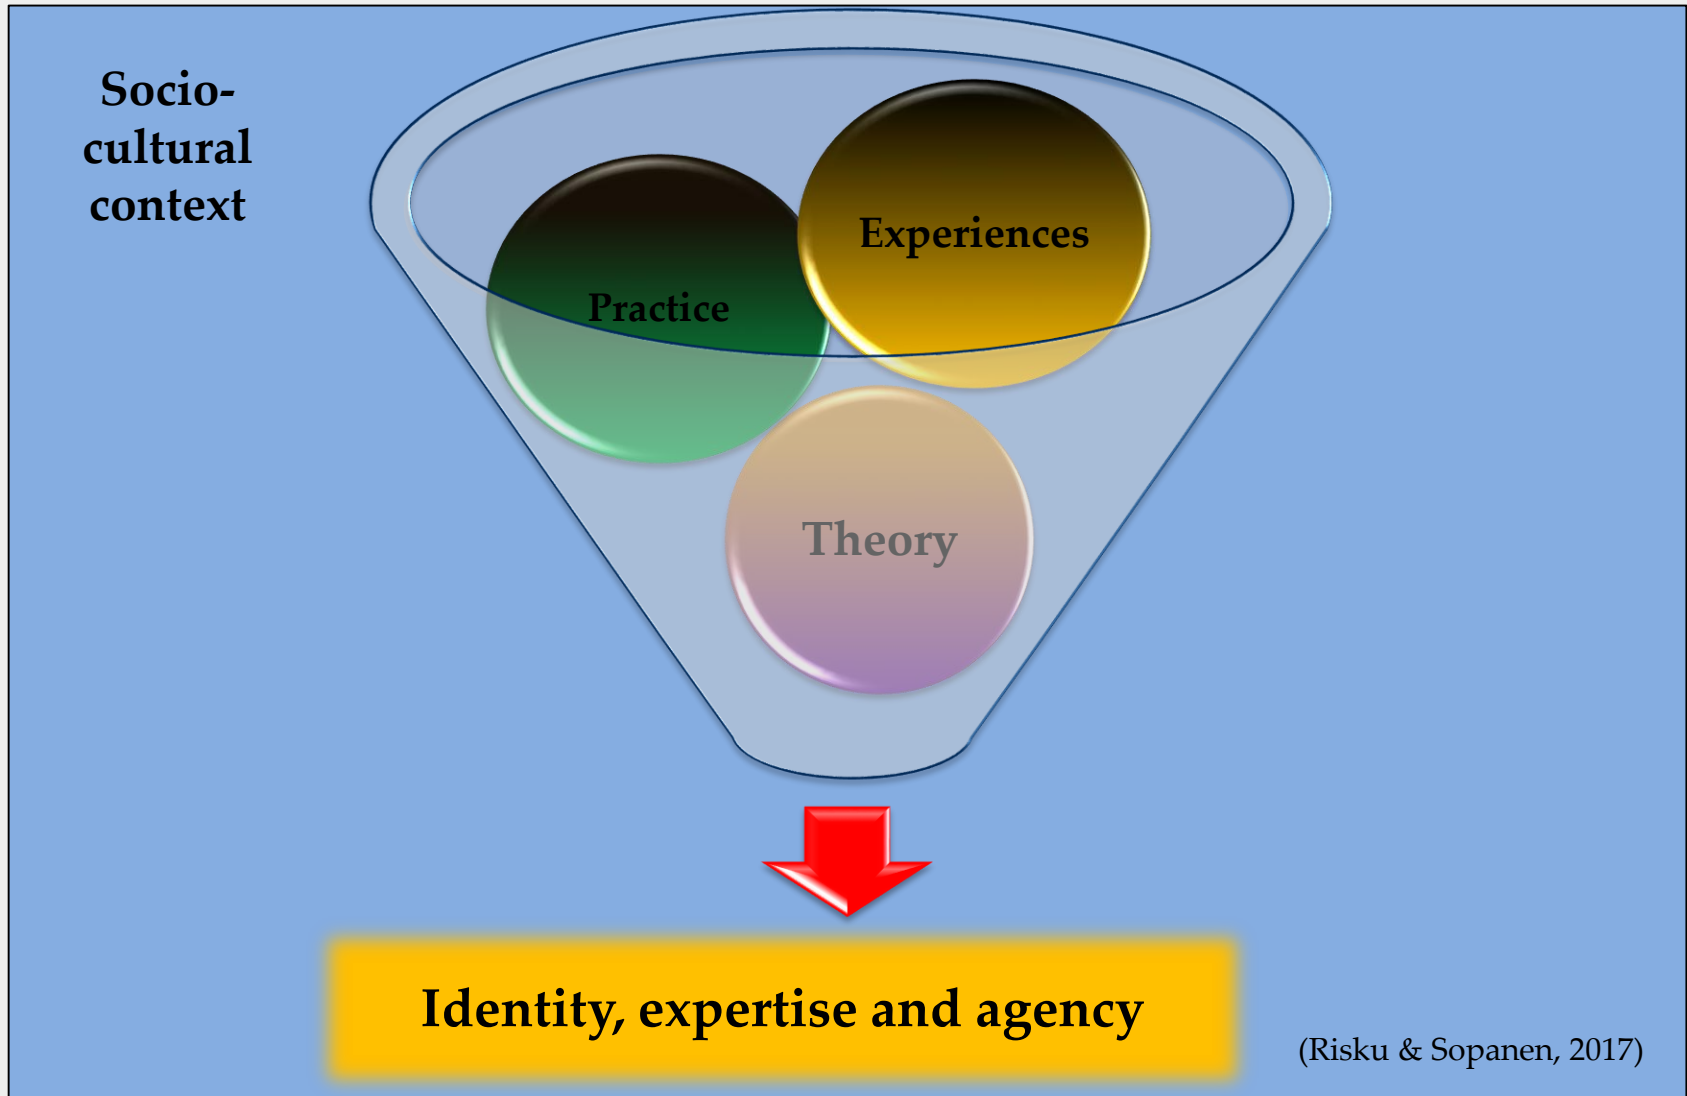 Socio-
cultural
context
Experiences
Practice
Theory
Identity, expertise and agency
(Risku & Sopanen, 2017)